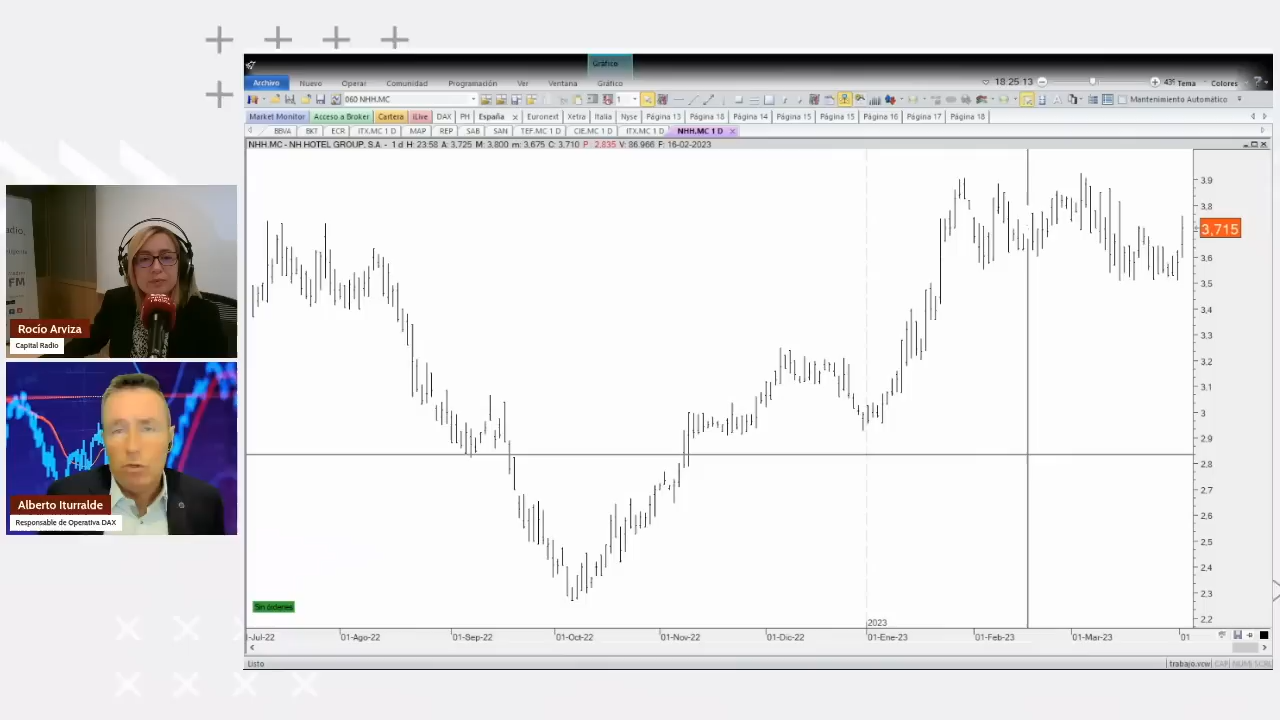 Gráfico
Archivo Nuevo Operar Comunidad Programación Ver Ventana Gráfico 18:25:13 Tema Colores
060 NHH.MC 1 Mantenimiento Automático
Market Monitor Acceso a Broker Cartera iLive DAX PH España Euronext Xetra Italia Nyse Página 13 Página 18 Página 14 Página 15 Página 15 Página 16 Página 17 Página 18
BBVA BKT ECR ITX.MC 1 D MAP REP SAB SAN TEF.MC 1 D CIE.MC 1 D ITX.MC 1 D NHH.MC 1 D
NHH.MC - NH HOTEL GROUP, S.A. - 1 d H: 23:58 A: 3,725 M: 3,800 m: 3,675 C: 3,710 P: 2,835 V: 86.966 F: 16-02-2023
3.9
3.8
3,715
3.6
3.5
3.4
3.3
3.2
3.1
3
2.9
2.8
2.7
2.6
2.5
2.4
2.3
2.2
Sin órdenes
2023
-Jul-22 01-Ago-22 01-Sep-22 01-Oct-22 01-Nov-22 01-Dic-22 01-Ene-23 01-Feb-23 01-Mar-23 01
Listo
trabajo.vcw CAP NUM SCRL
FM
Rocío Arviza
Capital Radio
Alberto Iturralde
Responsable de Operativa DAX